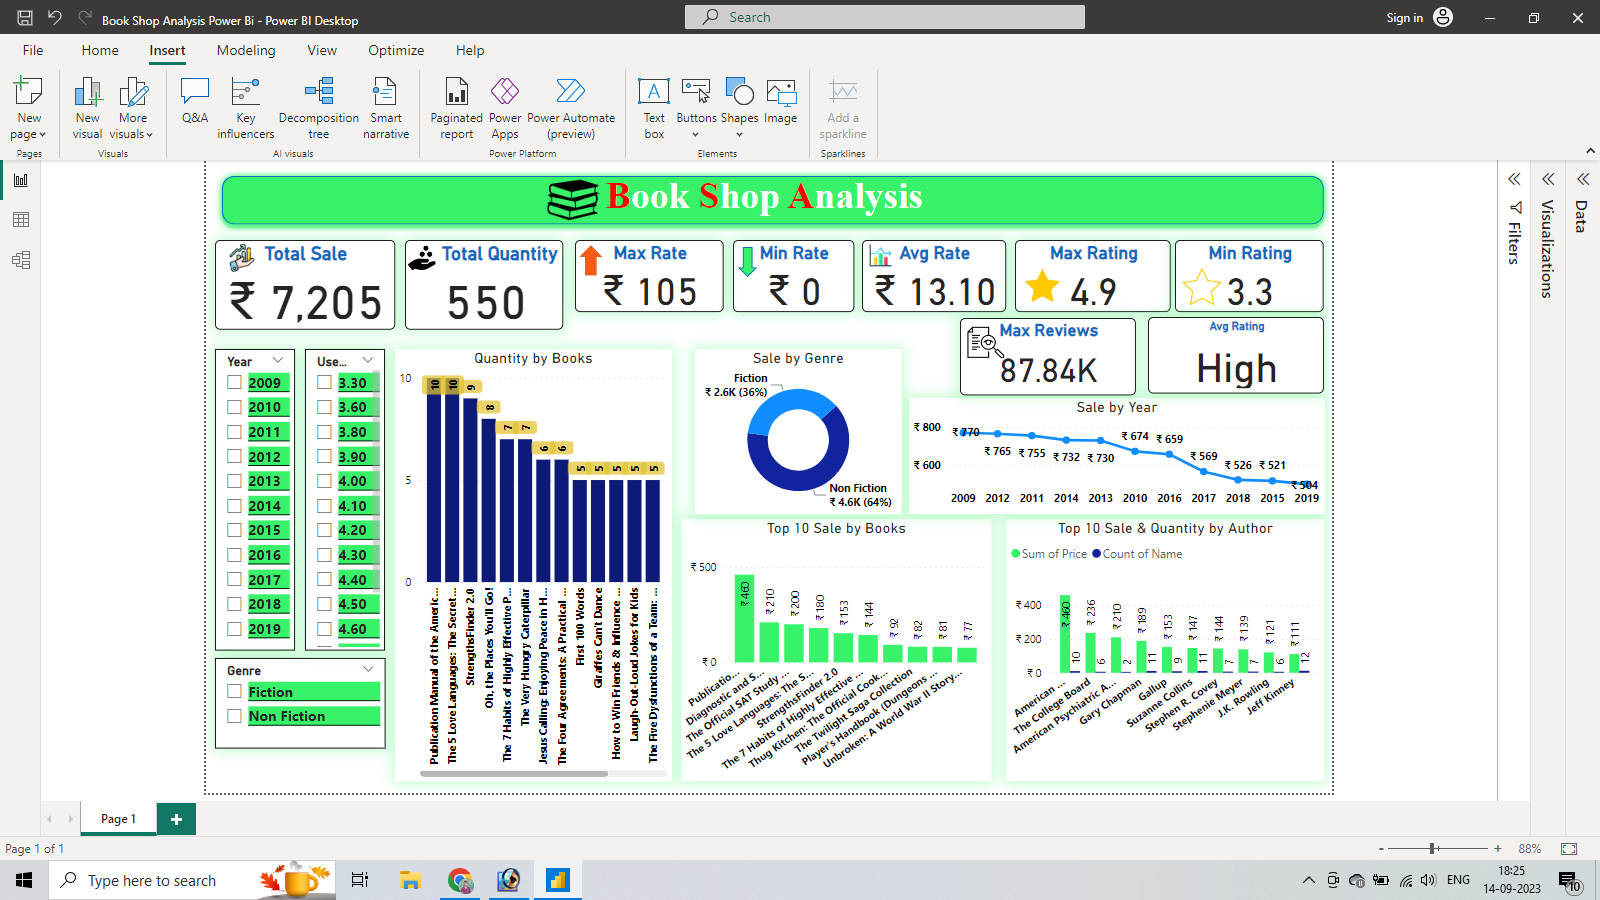 Book Shop Analysis Power Bi - Power BI Desktop
Search
Sign in
File Home Insert Modeling View Optimize Help
New page
New visual
More visuals
Q&A
Key influencers
Decomposition tree
Smart narrative
Paginated report
Power Apps
Power Automate (preview)
Text box
Buttons
Shapes
Image
Add a sparkline
Pages Visuals AI visuals Power Platform Elements Sparklines
Book Shop Analysis
Total Sale
₹ 7,205
Total Quantity
550
Max Rate
₹ 105
Min Rate
₹ 0
Avg Rate
₹ 13.10
Max Rating
4.9
Min Rating
3.3
Max Reviews
87.84K
Avg Rating
High
Filters
Visualizations
Data
Year
2009
2010
2011
2012
2013
2014
2015
2016
2017
2018
2019
Use...
3.30
3.60
3.80
3.90
4.00
4.10
4.20
4.30
4.40
4.50
4.60
Genre
Fiction
Non Fiction
Quantity by Books
10
5
0
10 10 9 8 7 7 6 6 5 5 5 5 5
Publication Manual of the Americ...
The 5 Love Languages: The Secret...
StrengthsFinder 2.0
Oh, the Places You'll Go!
The 7 Habits of Highly Effective P...
The Very Hungry Caterpillar
Jesus Calling: Enjoying Peace in H...
The Four Agreements: A Practical ...
First 100 Words
Giraffes Can't Dance
How to Win Friends & Influence ...
Laugh-Out-Loud Jokes for Kids
The Five Dysfunctions of a Team: ...
Sale by Genre
Fiction
₹ 2.6K (36%)
Non Fiction
₹ 4.6K (64%)
Sale by Year
₹ 800
₹ 600
₹ 770 ₹ 765 ₹ 755 ₹ 732 ₹ 730 ₹ 674 ₹ 659 ₹ 569 ₹ 526 ₹ 521 ₹ 504
2009 2012 2011 2014 2013 2010 2016 2017 2018 2015 2019
Top 10 Sale by Books
₹ 500
₹ 0
₹ 460 ₹ 210 ₹ 200 ₹ 180 ₹ 153 ₹ 144 ₹ 92 ₹ 82 ₹ 81 ₹ 77
Publicatio...
Diagnostic and S...
The Official SAT Study ...
The 5 Love Languages: The S...
StrengthsFinder 2.0
The 7 Habits of Highly Effective ...
Thug Kitchen: The Official Cook...
The Twilight Saga Collection
Player's Handbook (Dungeons ...
Unbroken: A World War II Story...
Top 10 Sale & Quantity by Author
Sum of Price Count of Name
₹ 400
₹ 200
₹ 0
₹ 460 10 ₹ 236 6 ₹ 210 2 ₹ 189 11 ₹ 153 9 ₹ 147 11 ₹ 144 7 ₹ 139 7 ₹ 121 6 ₹ 111 12
American ...
The College Board
American Psychiatric A...
Gary Chapman
Gallup
Suzanne Collins
Stephen R. Covey
Stephenie Meyer
J.K. Rowling
Jeff Kinney
Page 1
Page 1 of 1
- + 88%
Type here to search
ENG
18:25
14-09-2023
10